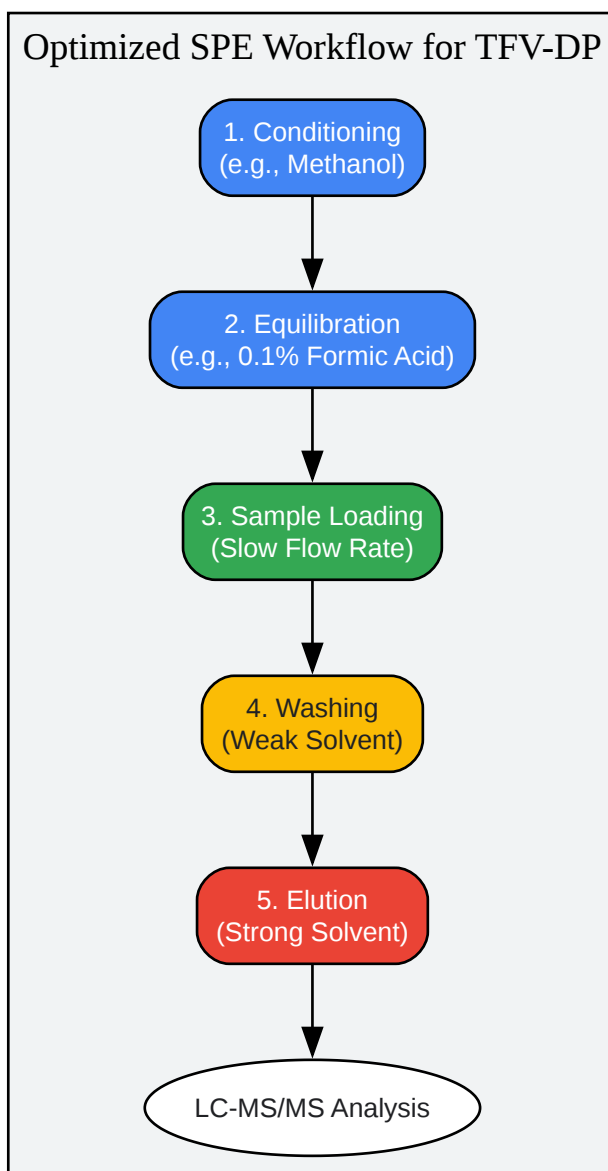 Optimized SPE Workflow for TFV-DP
1. Conditioning
(e.g., Methanol)
2. Equilibration
(e.g., 0.1% Formic Acid)
3. Sample Loading
(Slow Flow Rate)
4. Washing
(Weak Solvent)
5. Elution
(Strong Solvent)
LC-MS/MS Analysis